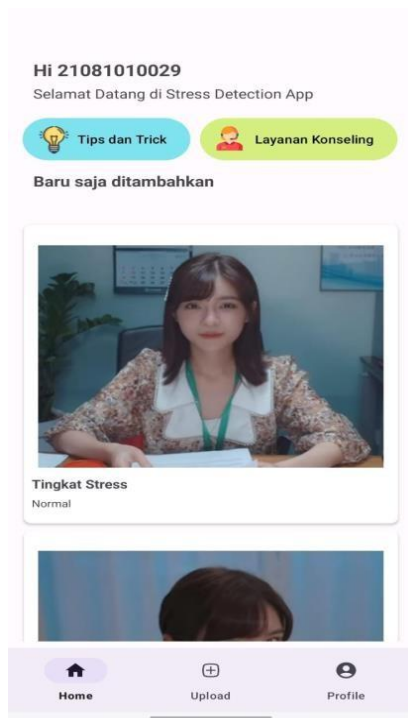 Hi 21081010029
Selamat Datang di Stress Detection App
Tips dan Trick
Layanan Konseling
Baru saja ditambahkan
Tingkat Stress
Normal
Home
Upload
Profile